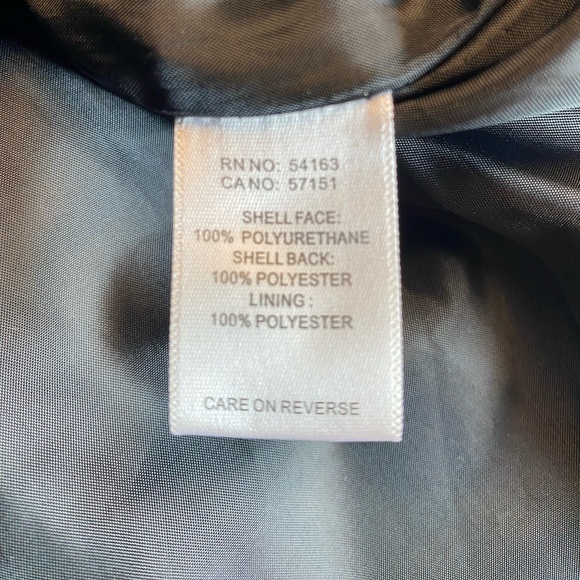 RN NO: 54163
CA NO: 57151
SHELL FACE:
100% POLYURETHANE
SHELL BACK:
100% POLYESTER
LINING :
100% POLYESTER
CARE ON REVERSE